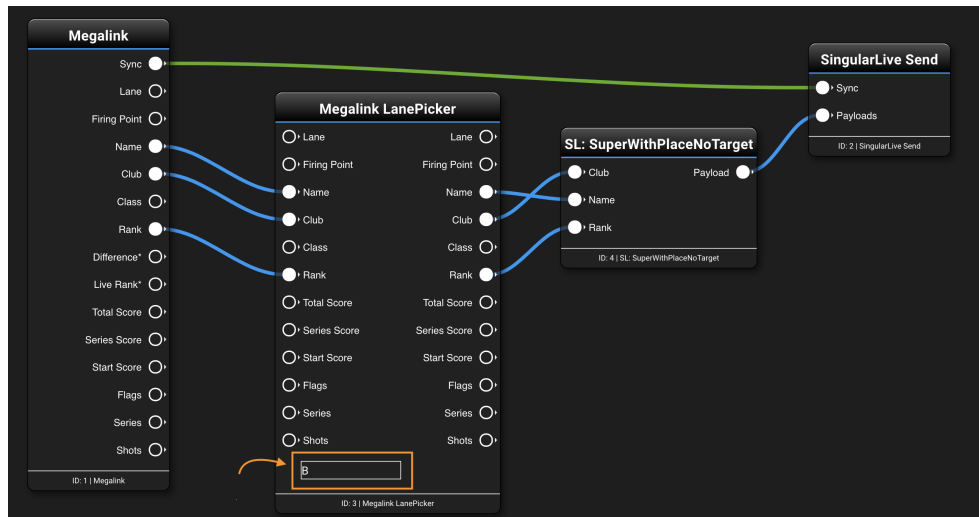 Megalink
Sync
Lane
Firing Point
Name
Club
Class
Rank
Difference*
Live Rank*
Total Score
Series Score
Start Score
Flags
Series
Shots
ID: 1 | Megalink
Megalink LanePicker
Lane Lane
Firing Point Firing Point
Name Name
Club Club
Class Class
Rank Rank
Total Score Total Score
Series Score Series Score
Start Score Start Score
Flags Flags
Series Series
Shots Shots
B
ID: 3 | Megalink LanePicker
SL: SuperWithPlaceNoTarget
Club Payload
Name
Rank
ID: 4 | SL: SuperWithPlaceNoTarget
SingularLive Send
Sync
Payloads
ID: 2 | SingularLive Send